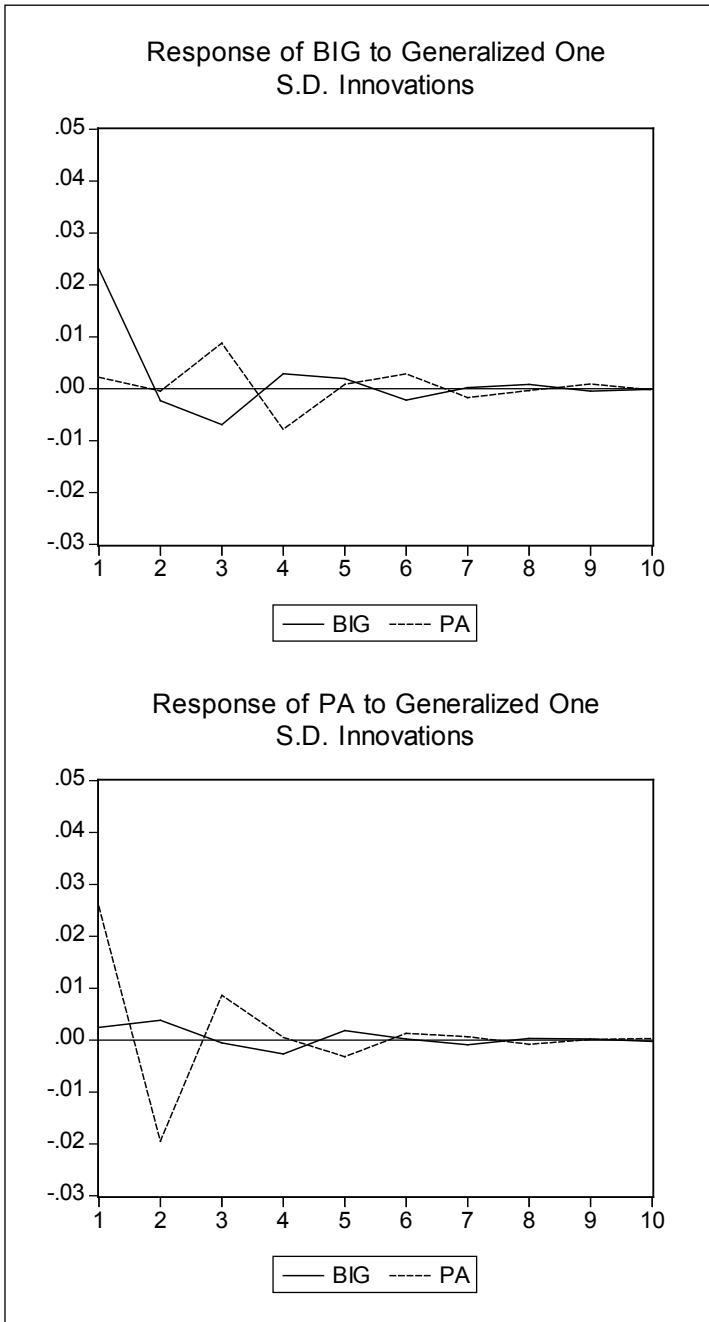 Response of BIG to Generalized One
S.D. Innovations
.05
.04
.03
.02
.01
.00
-.01
-.02
-.03
1 2 3 4 5 6 7 8 9 10
BIG PA
Response of PA to Generalized One
S.D. Innovations
.05
.04
.03
.02
.01
.00
-.01
-.02
-.03
1 2 3 4 5 6 7 8 9 10
BIG PA